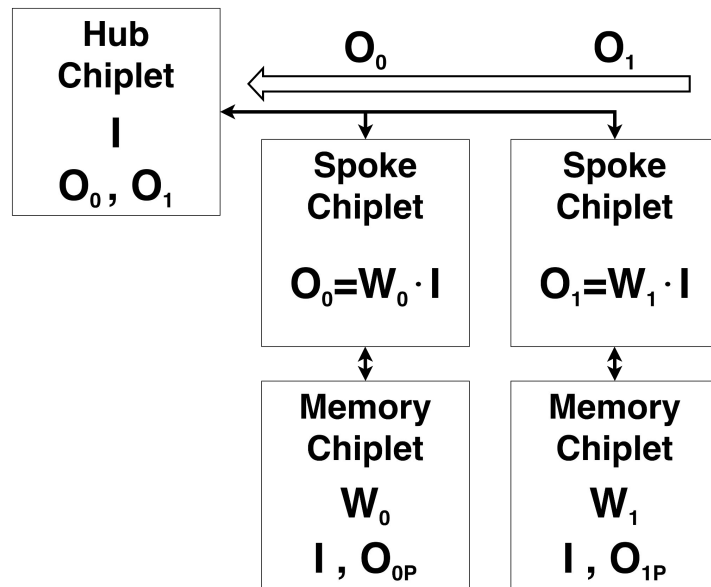 Hub
Chiplet
I
O₀ , O₁
O₀
O₁
Spoke
Chiplet
O₀=W₀·I
Spoke
Chiplet
O₁=W₁·I
Memory
Chiplet
W₀
I , O₀P
Memory
Chiplet
W₁
I , O₁P